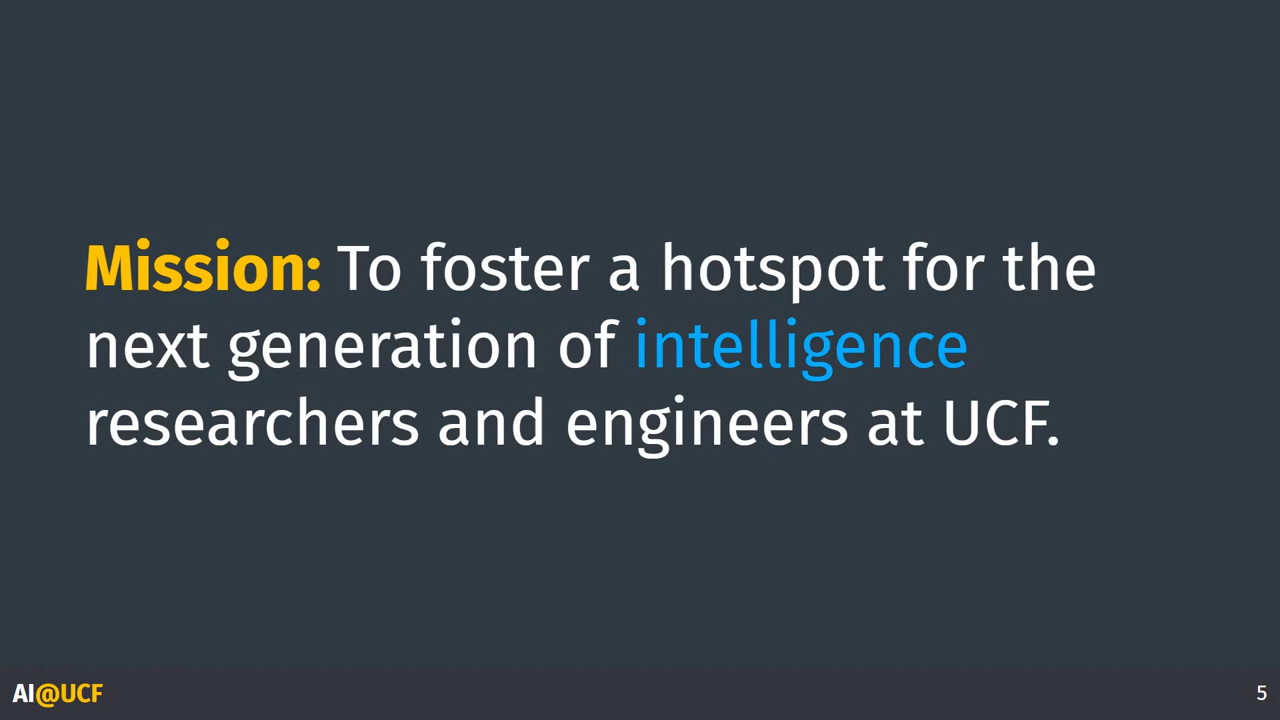 Mission: To foster a hotspot for the
next generation of intelligence
researchers and engineers at UCF.
AI@UCF
5